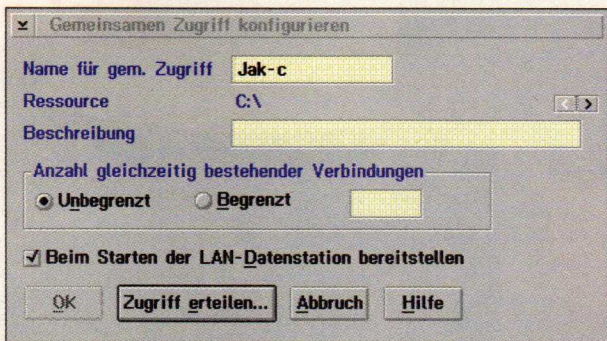 Gemeinsamen Zugriff konfigurieren
Name für gem. Zugriff Jak-c
Ressource C:\
Beschreibung
Anzahl gleichzeitig bestehender Verbindungen
Unbegrenzt Begrenzt
Beim Starten der LAN-Datenstation bereitstellen
OK Zugriff erteilen... Abbruch Hilfe